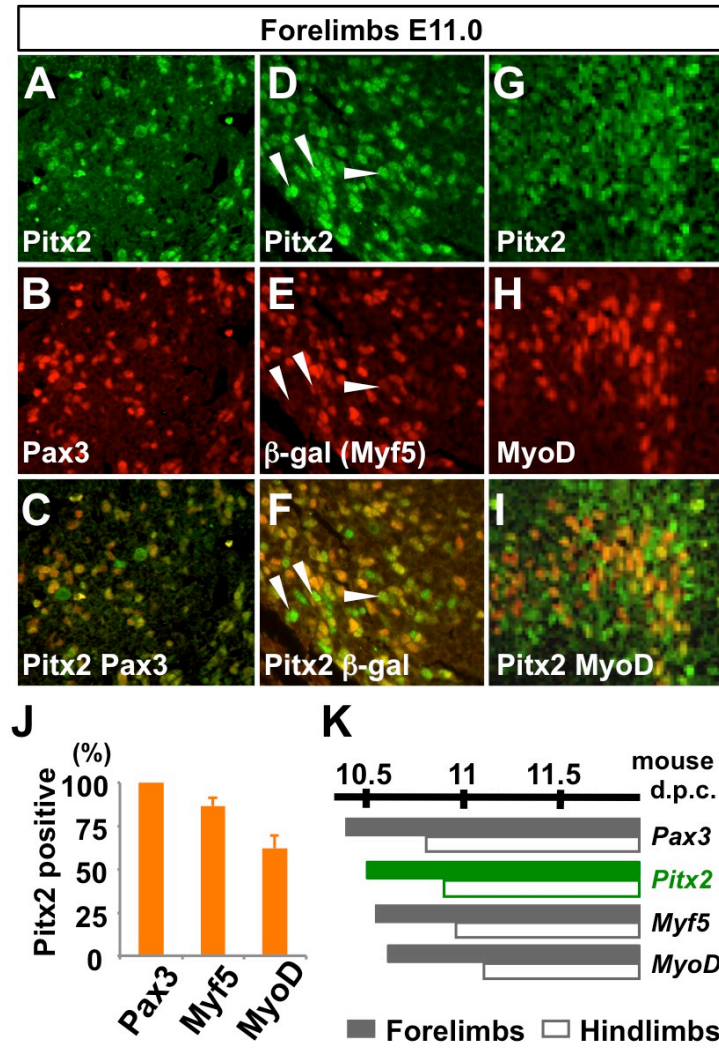 Forelimbs E11.0
A
D
G
Pitx2
Pitx2
Pitx2
B
E
H
Pax3
β-gal (Myf5)
MyoD
C
F
I
Pitx2 Pax3
Pitx2 β-gal
Pitx2 MyoD
J
(%)
Pitx2 positive
100
75
50
25
0
Pax3
Myf5
MyoD
K
10.5 11 11.5 mouse
d.p.c.
Pax3
Pitx2
Myf5
MyoD
Forelimbs Hindlimbs